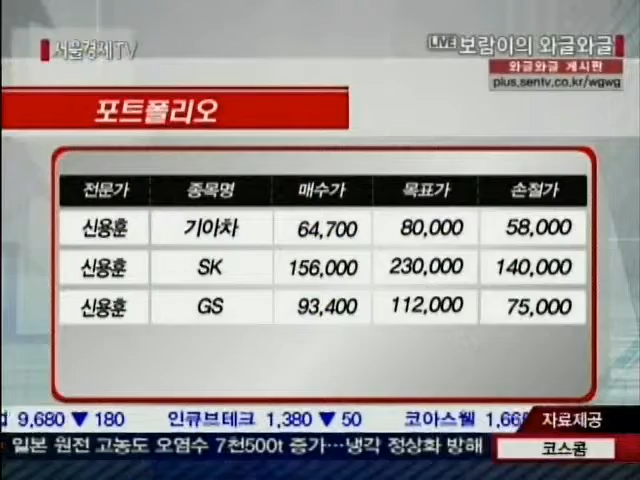 서울경제TV
LIVE 보람이의 와글와글
와글와글 게시판
plus.sentv.co.kr/wgwg
포트폴리오
전문가 종목명 매수가 목표가 손절가
신용훈 기아차 64,700 80,000 58,000
신용훈 SK 156,000 230,000 140,000
신용훈 GS 93,400 112,000 75,000
9,680 ▼ 180 인큐브테크 1,380 ▼ 50 코아스웰 1,66
자료제공
일본 원전 고농도 오염수 7천500t 증가…냉각 정상화 방해
코스콤